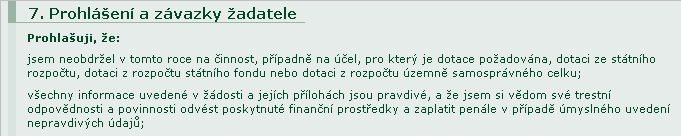 7. Prohlášení a závazky žadatele
Prohlašuji, že:
jsem neobdržel v tomto roce na činnost, případně na účel, pro který je dotace požadována, dotaci ze státního
rozpočtu, dotaci z rozpočtu státního fondu nebo dotaci z rozpočtu územně samosprávného celku;
všechny informace uvedené v žádosti a jejích přílohách jsou pravdivé, a že jsem si vědom své trestní
odpovědnosti a povinnosti odvést poskytnuté finanční prostředky a zaplatit penále v případě úmyslného uvedení
nepravdivých údajů;